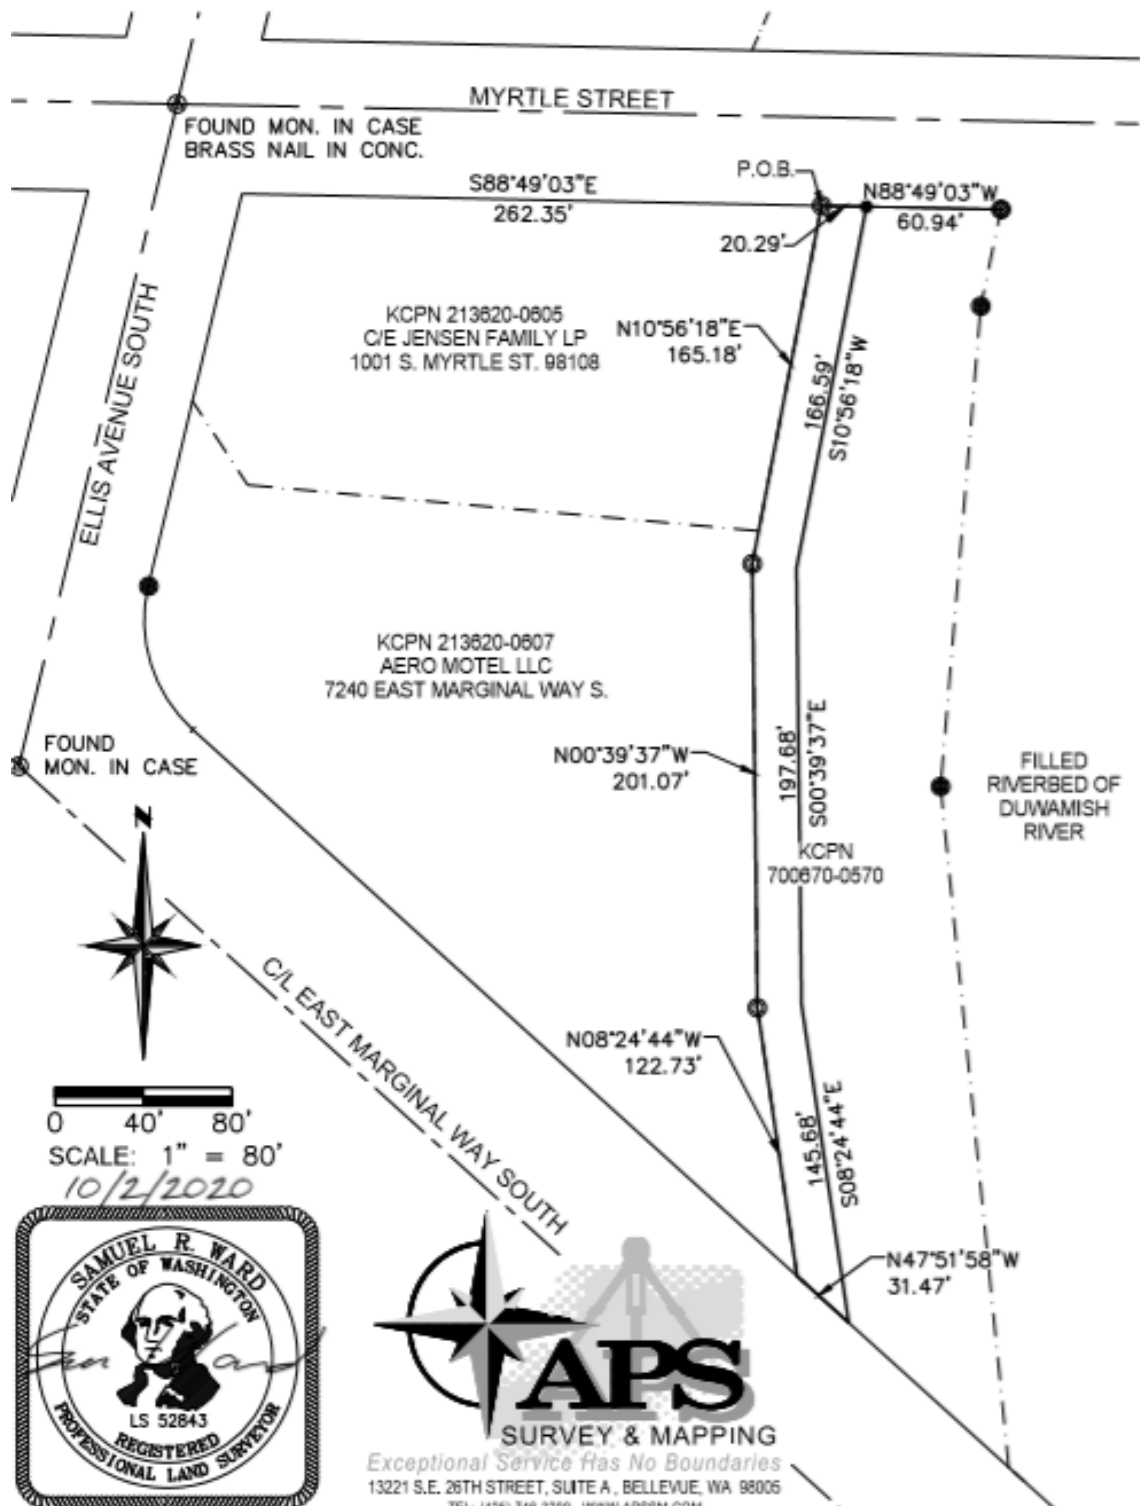 MYRTLE STREET
FOUND MON. IN CASE
BRASS NAIL IN CONC.
P.O.B.
S88°49'03"E
262.35'
N88°49'03"W
60.94'
20.29'
KCPN 213620-0605
C/E JENSEN FAMILY LP
1001 S. MYRTLE ST. 98108
N10°56'18"E
165.18'
166.59'
S10°56'18"W
ELLIS AVENUE SOUTH
KCPN 213620-0607
AERO MOTEL LLC
7240 EAST MARGINAL WAY S.
FOUND
MON. IN CASE
N00°39'37"W
201.07'
197.68'
S00°39'37"E
FILLED
RIVERBED OF
DUWAMISH
RIVER
KCPN
700670-0570
N
C/L EAST MARGINAL WAY SOUTH
N08°24'44"W
122.73'
145.68'
S08°24'44"E
0 40' 80'
SCALE: 1" = 80'
10/2/2020
N47°51'58"W
31.47'
SAMUEL R. WARD
STATE OF WASHINGTON
LS 52843
REGISTERED
PROFESSIONAL LAND SURVEYOR
APS
SURVEY & MAPPING
Exceptional Service Has No Boundaries
13221 S.E. 26TH STREET, SUITE A, BELLEVUE, WA 98005